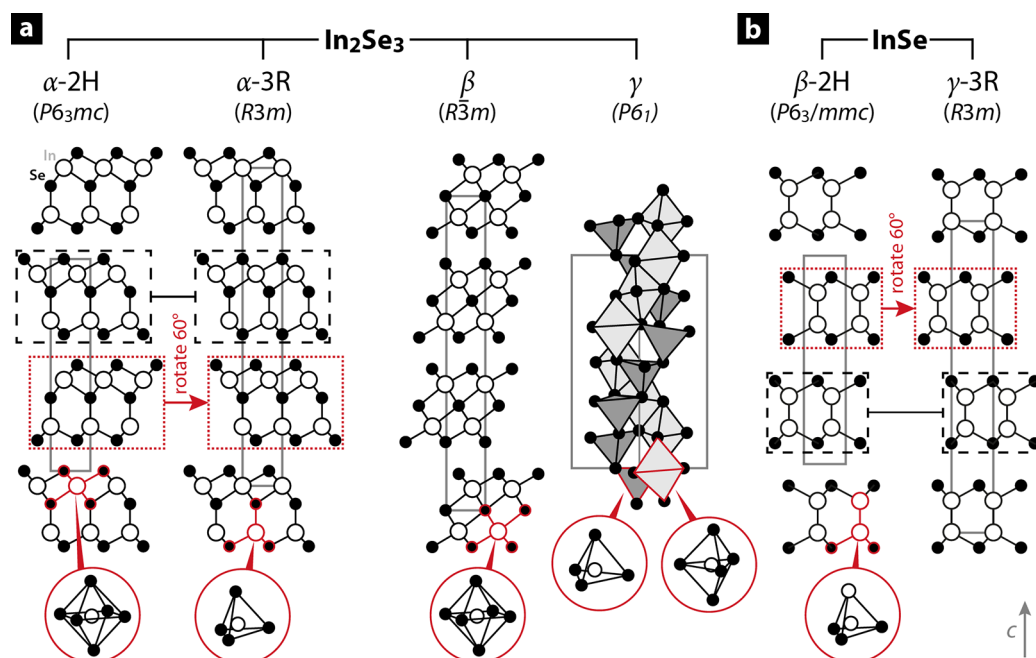 a
In₂Se₃
α-2H
(P6₃mc)
α-3R
(R3m)
β
(R3̅m)
γ
(P6₁)
In
Se
rotate 60°
b
InSe
β-2H
(P6₃/mmc)
γ-3R
(R3m)
rotate 60°
c